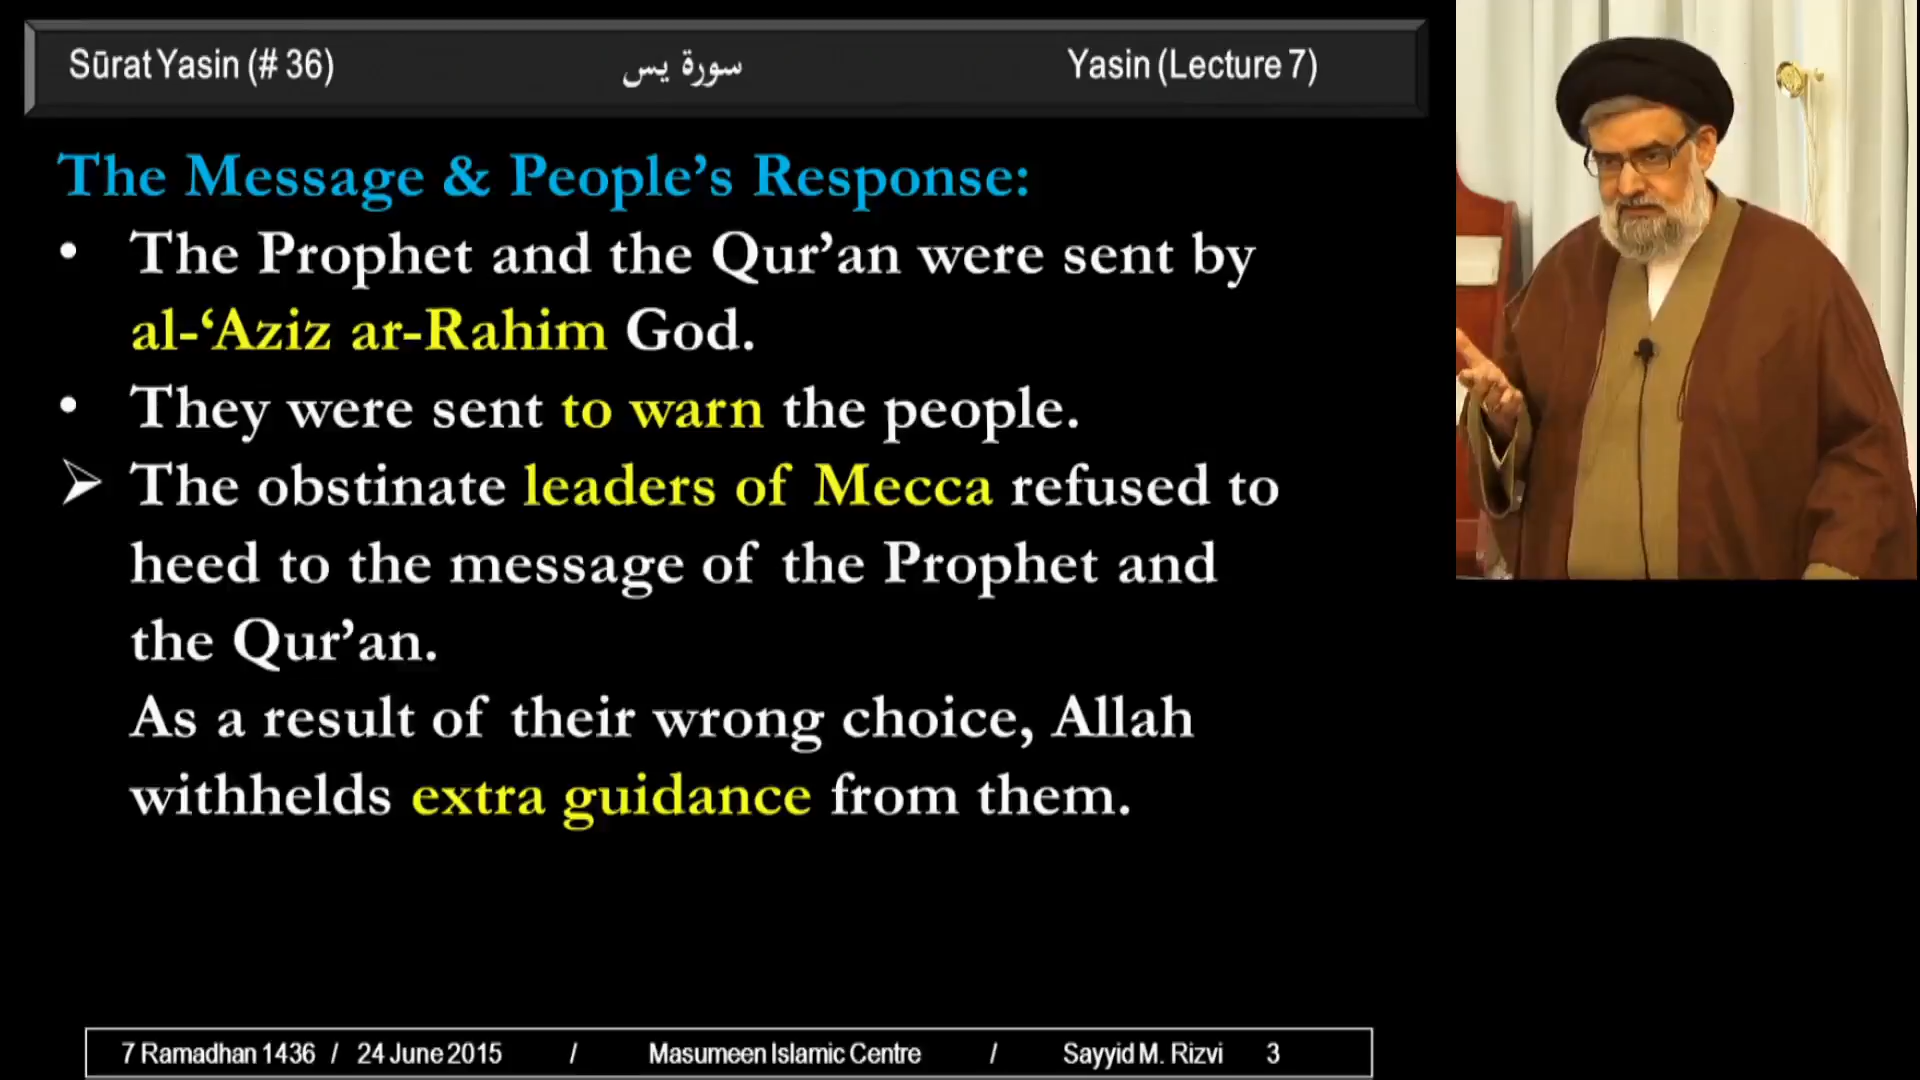 Sūrat Yasin (# 36) سورة يس Yasin (Lecture 7)
The Message & People's Response:
• The Prophet and the Qur'an were sent by
al-‘Aziz ar-Rahim God.
• They were sent to warn the people.
➢ The obstinate leaders of Mecca refused to
heed to the message of the Prophet and
the Qur'an.
As a result of their wrong choice, Allah
withhelds extra guidance from them.
7 Ramadhan 1436 / 24 June 2015 / Masumeen Islamic Centre / Sayyid M. Rizvi 3